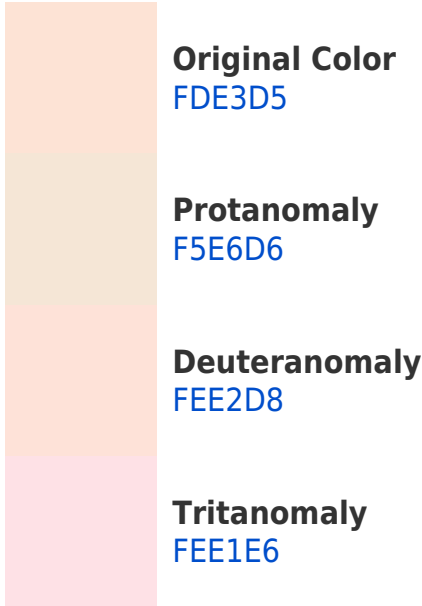 Original Color
FDE3D5
Protanomaly
F5E6D6
Deuteranomaly
FEE2D8
Tritanomaly
FEE1E6